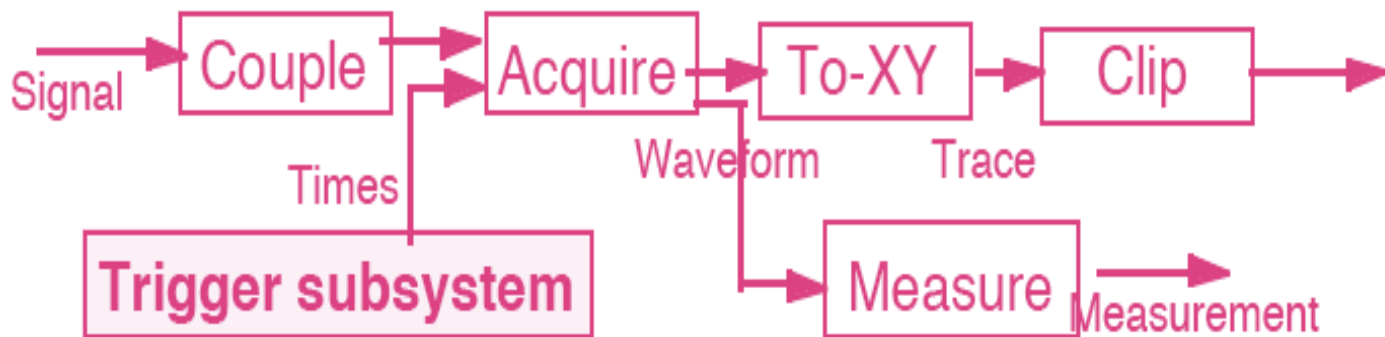 Signal
Couple
Acquire
To-XY
Clip
Times
Waveform
Trace
Trigger subsystem
Measure
Measurement